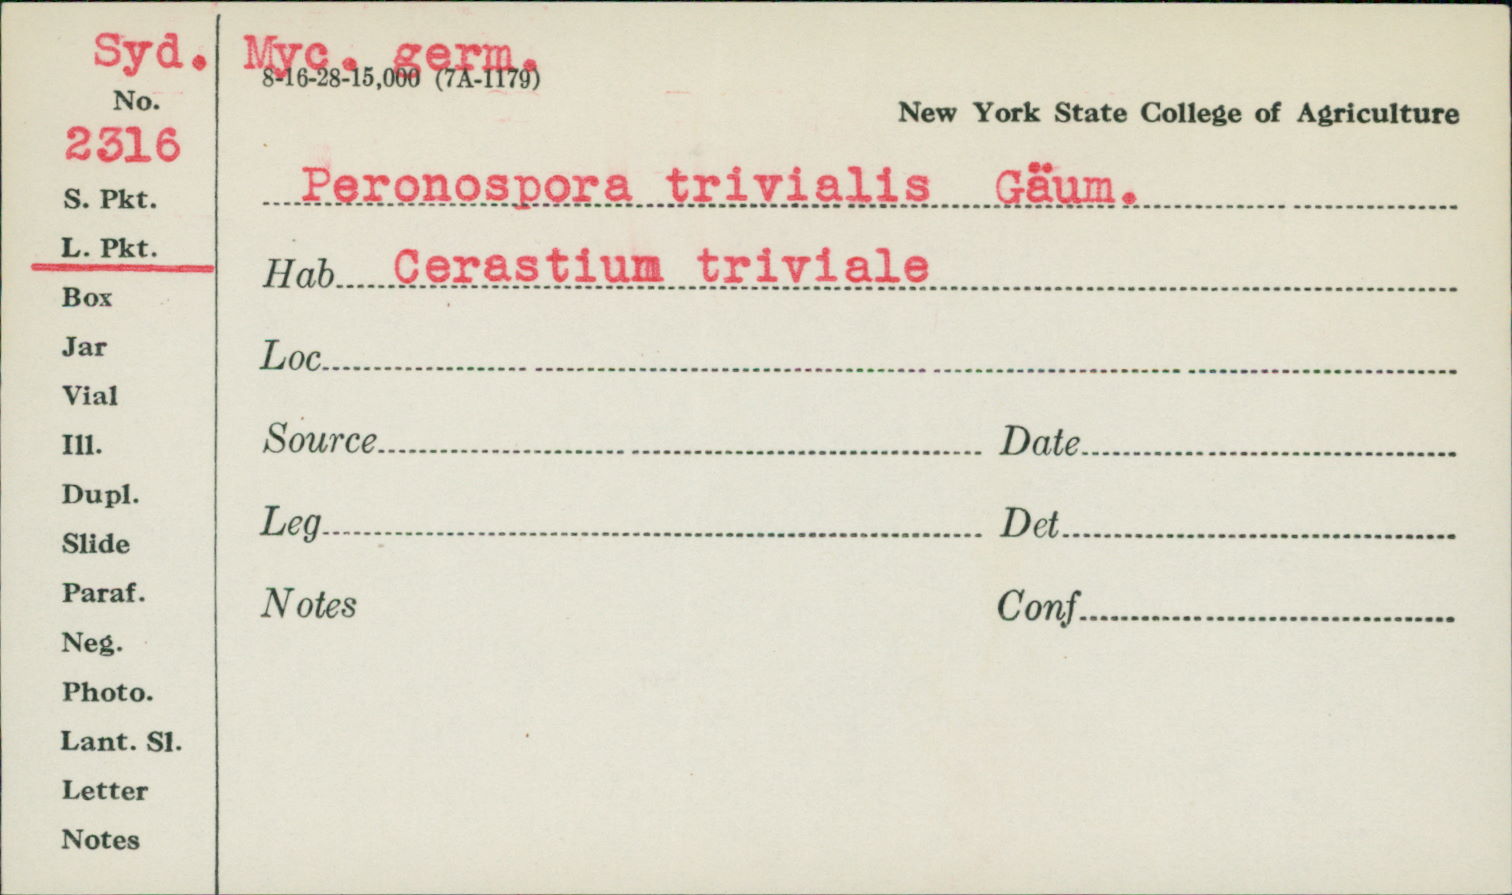 Syd. Myc. germ.
8-16-28-15,000 (7A-1179)
No.
New York State College of Agriculture
2316
S. Pkt.
Peronospora trivialis Gäum.
L. Pkt.
Hab Cerastium triviale
Box
Jar
Loc
Vial
Ill.
Source Date
Dupl.
Slide
Leg Det
Paraf.
Notes Conf
Neg.
Photo.
Lant. Sl.
Letter
Notes